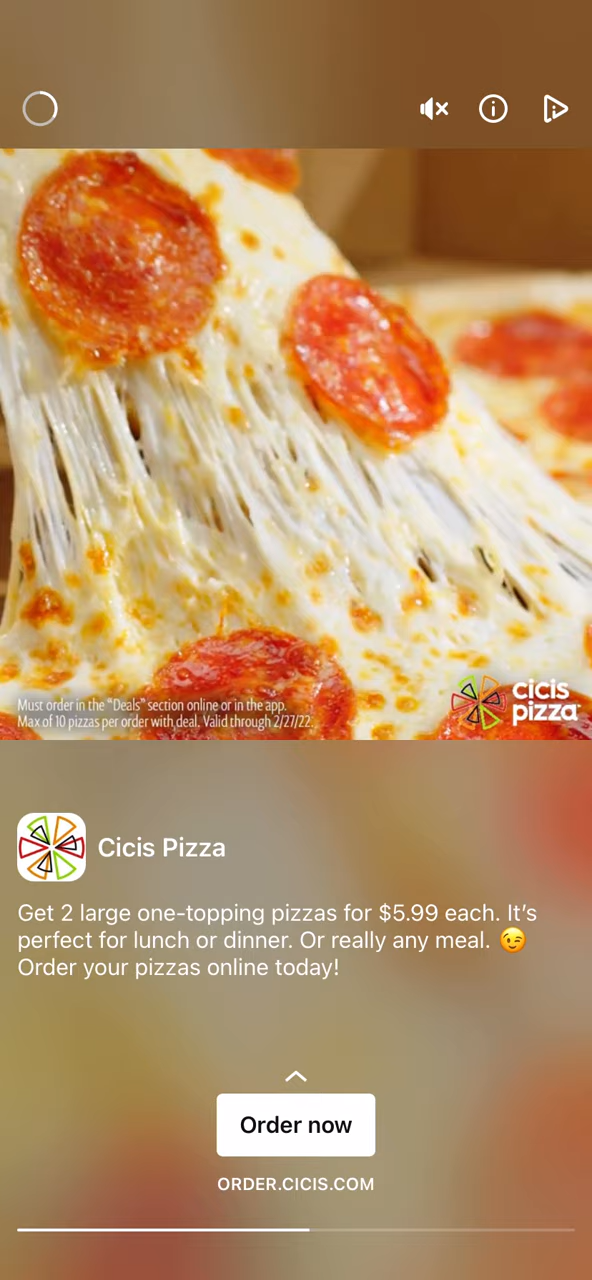 Must order in the "Deals" section online or in the app.
Max of 10 pizzas per order with deal. Valid through 2/27/22.
cicis
pizza
Cicis Pizza
Get 2 large one-topping pizzas for $5.99 each. It’s
perfect for lunch or dinner. Or really any meal. 😉
Order your pizzas online today!
Order now
ORDER.CICIS.COM